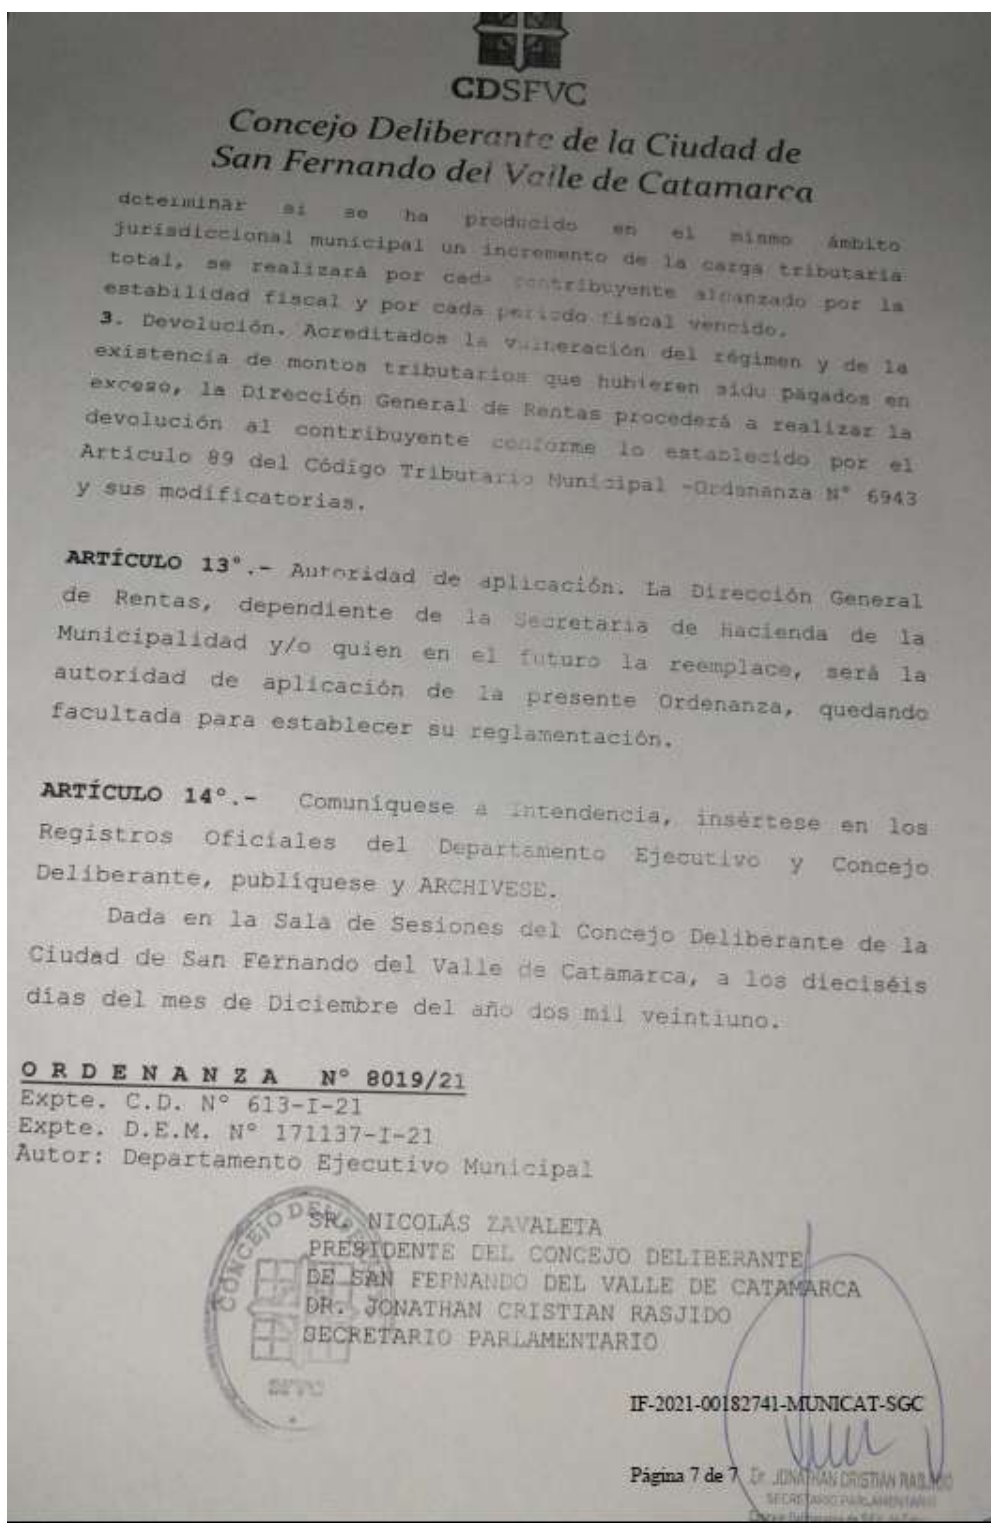 CDSFVC
Concejo Deliberante de la Ciudad de
San Fernando del Valle de Catamarca
determinar si se ha producido en el mismo ámbito
jurisdiccional municipal un incremento de la carga tributaria
total, se realizará por cada contribuyente alcanzado por la
estabilidad fiscal y por cada período fiscal vencido.
3. Devolución. Acreditados la vulneración del régimen y de la
existencia de montos tributarios que hubieren sido pagados en
exceso, la Dirección General de Rentas procederá a realizar la
devolución al contribuyente conforme lo establecido por el
Artículo 89 del Código Tributario Municipal -Ordenanza N° 6943
y sus modificatorias.
ARTÍCULO 13°.- Autoridad de aplicación. La Dirección General
de Rentas, dependiente de la Secretaría de Hacienda de la
Municipalidad y/o quien en el futuro la reemplace, será la
autoridad de aplicación de la presente Ordenanza, quedando
facultada para establecer su reglamentación.
ARTÍCULO 14°.- Comuníquese a Intendencia, insértese en los
Registros Oficiales del Departamento Ejecutivo y Concejo
Deliberante, publíquese y ARCHIVESE.
Dada en la Sala de Sesiones del Concejo Deliberante de la
Ciudad de San Fernando del Valle de Catamarca, a los dieciséis
días del mes de Diciembre del año dos mil veintiuno.
O R D E N A N Z A N° 8019/21
Expte. C.D. N° 613-I-21
Expte. D.E.M. N° 171137-I-21
Autor: Departamento Ejecutivo Municipal
CONCEJO
SFVC
SR. NICOLÁS ZAVALETA
PRESIDENTE DEL CONCEJO DELIBERANTE
DE SAN FERNANDO DEL VALLE DE CATAMARCA
DR. JONATHAN CRISTIAN RASJIDO
SECRETARIO PARLAMENTARIO
IF-2021-00182741-MUNICAT-SGC
Página 7 de 7
Dr. JONATHAN CRISTIAN RASJIDO
SECRETARIO PARLAMENTARIO